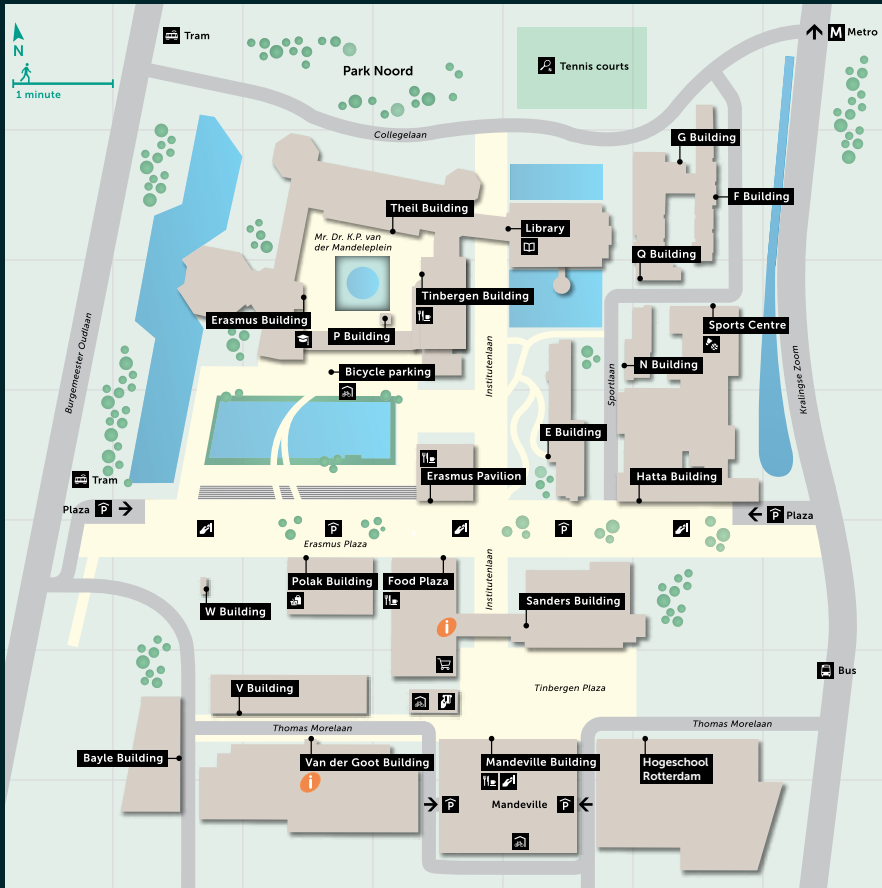 Tram
M Metro
N
Park Noord
Tennis courts
1 minute
Collegelaan
G Building
F Building
Theil Building
Library
Mr. Dr. K.P. van
der Mandeleplein
Q Building
Tinbergen Building
Erasmus Building
P Building
Sports Centre
Burgemeester Oudlaan
Bicycle parking
Institutenlaan
Sportlaan
N Building
Kralingse Zoom
E Building
Erasmus Pavilion
Hatta Building
Tram
Plaza P
P Plaza
P
P
Erasmus Plaza
Polak Building
Food Plaza
Institutenlaan
W Building
Sanders Building
i
Bus
V Building
Tinbergen Plaza
Thomas Morelaan
Thomas Morelaan
Bayle Building
Van der Goot Building
Mandeville Building
Hogeschool
Rotterdam
i
P Mandeville P